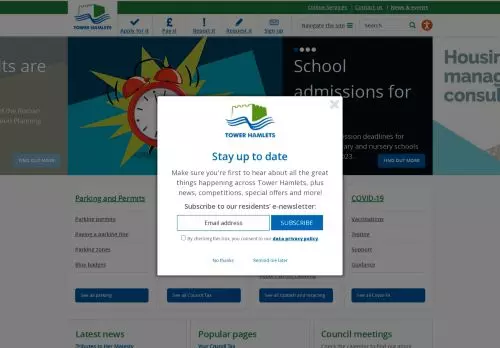 Online Services | Contact us | News & events
TOWER HAMLETS
Apply for it
Pay it
Report it
Request it
Sign up
Navigate the site
Search
ts are
School
admissions for
Housing
manag
consul
FIND OUT MORE
FIND OUT MORE
TOWER HAMLETS
Stay up to date
Make sure you're first to hear about all the great
things happening across Tower Hamlets, plus
news, competitions, special offers and more!
Subscribe to our residents' e-newsletter:
Email address
SUBSCRIBE
By checking this box, you consent to our data privacy policy.
No thanks
Remind me later
Parking and Permits
Parking permits
Paying a parking fine
Parking zones
Blue badges
See all parking
See all Council Tax
See all rubbish and recycling
COVID-19
Vaccinations
Testing
Support
Guidance
See all Covid-19
Latest news
Popular pages
Your Council Tax
Council meetings